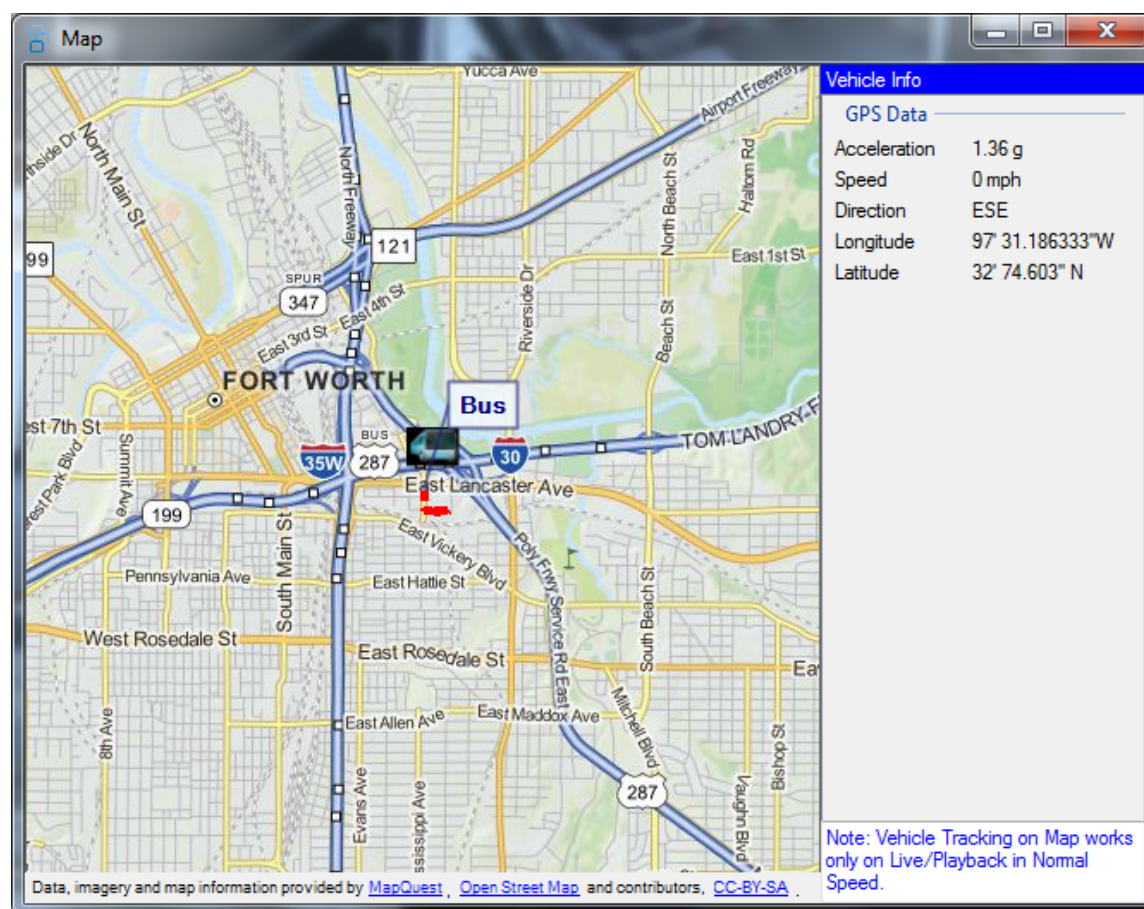 Map
Yucca Ave
Airport Freeway
North Main St
North Freeway
North Beach St
Haltom Rd
99
121
East 1st St
SPUR
347
East 4th St
East 3rd St
Riverside Dr
Beach St
FORT WORTH
Bus
TOM LANDRY F
Summit Ave
BUS
35W
287
30
East Lancaster Ave
199
South Main St
East Vickery Blvd
Poly Frwy Service Rd East
Pennsylvania Ave
East Hattie St
South Beach St
West Rosedale St
East Rosedale St
Ea
8th Ave
East Allen Ave
East Maddox Ave
Mitchell Blvd
Bishop St
287
Evans Ave
Vaughn Blvd
Data, imagery and map information provided by MapQuest , Open Street Map and contributors, CC-BY-SA .
Vehicle Info
GPS Data
Acceleration 1.36 g
Speed 0 mph
Direction ESE
Longitude 97' 31.186333"W
Latitude 32' 74.603" N
Note: Vehicle Tracking on Map works
only on Live/Playback in Normal
Speed.